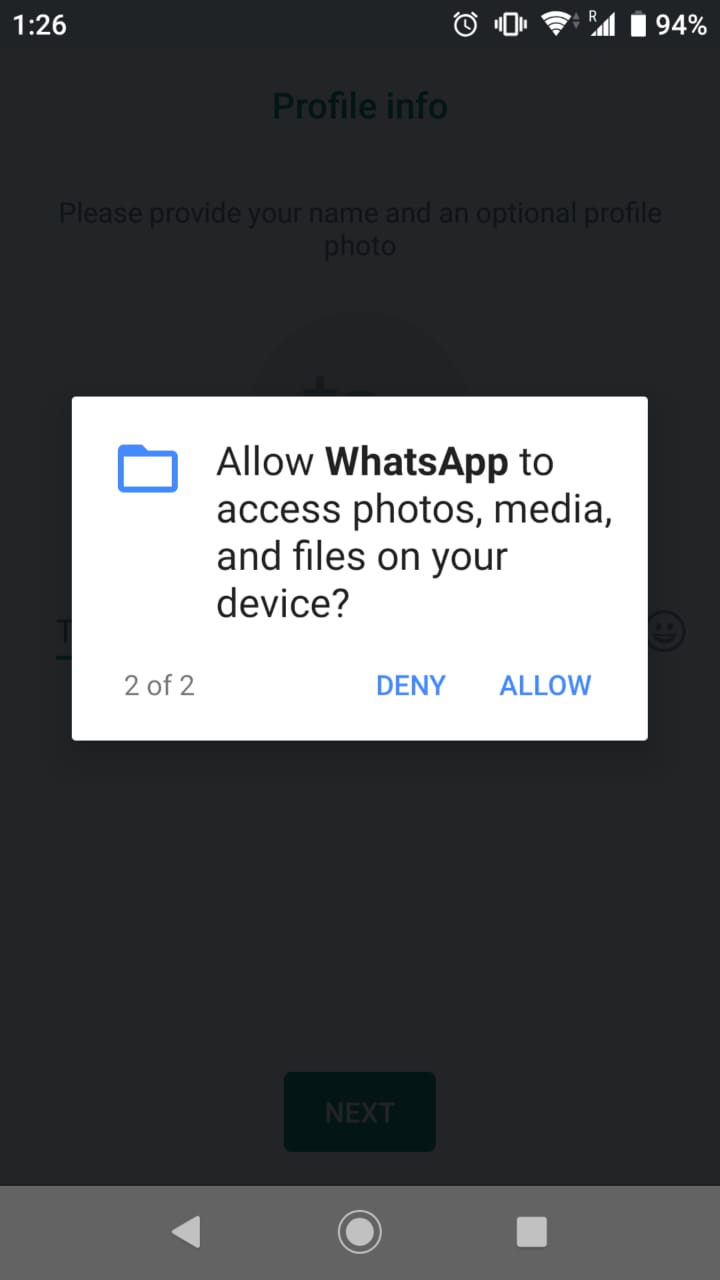 1:26
R
94%
Profile info
Please provide your name and an optional profile
photo
Allow WhatsApp to
access photos, media,
and files on your
device?
T
2 of 2
DENY
ALLOW
NEXT